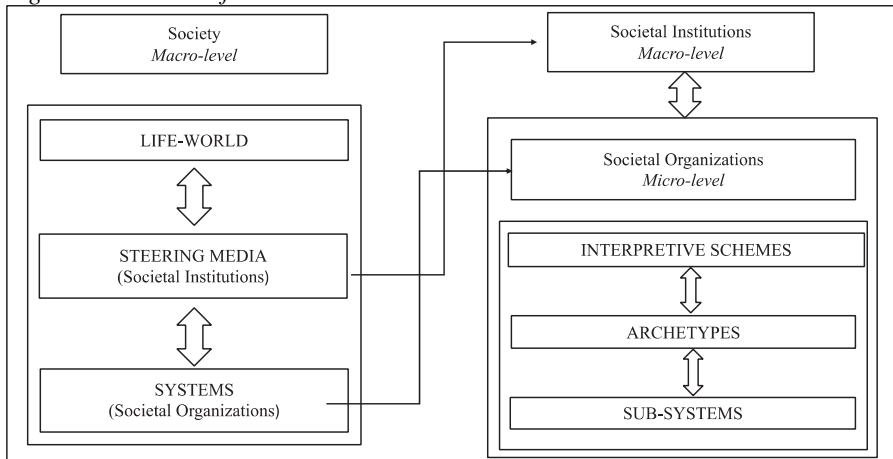 Society
Macro-level
LIFE-WORLD
STEERING MEDIA
(Societal Institutions)
SYSTEMS
(Societal Organizations)
Societal Institutions
Macro-level
Societal Organizations
Micro-level
INTERPRETIVE SCHEMES
ARCHETYPES
SUB-SYSTEMS